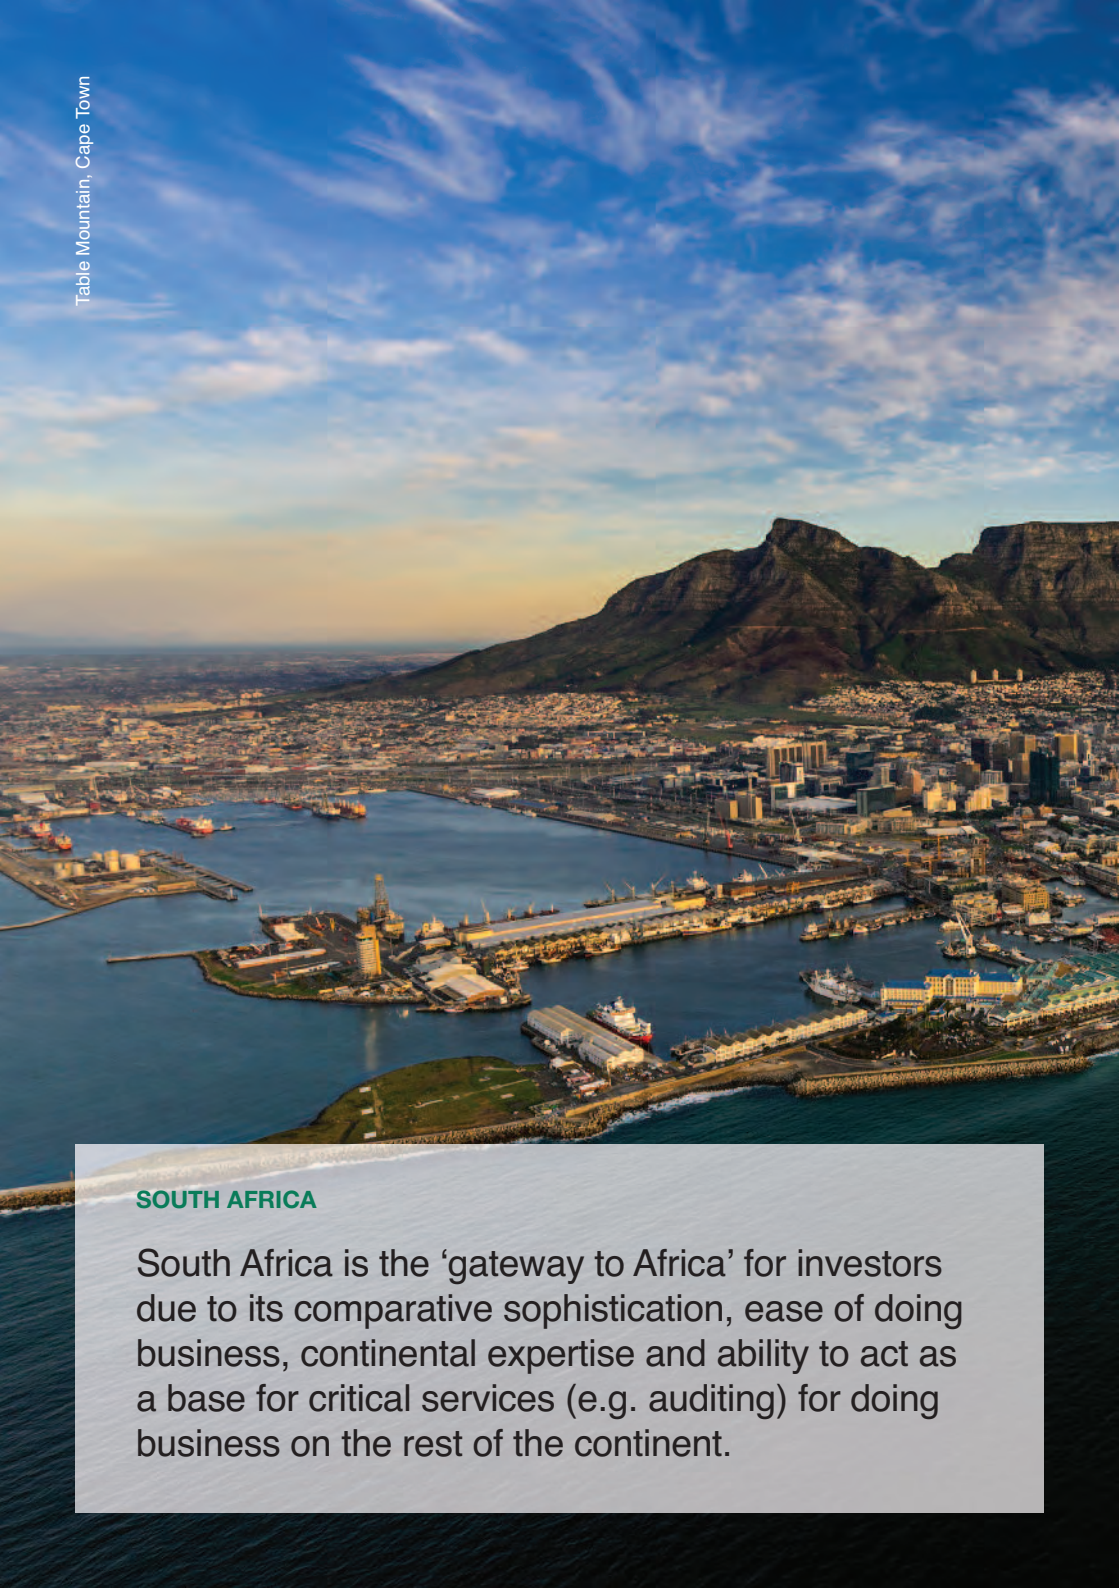 Table Mountain, Cape Town
SOUTH AFRICA
South Africa is the ‘gateway to Africa’ for investors
due to its comparative sophistication, ease of doing
business, continental expertise and ability to act as
a base for critical services (e.g. auditing) for doing
business on the rest of the continent.